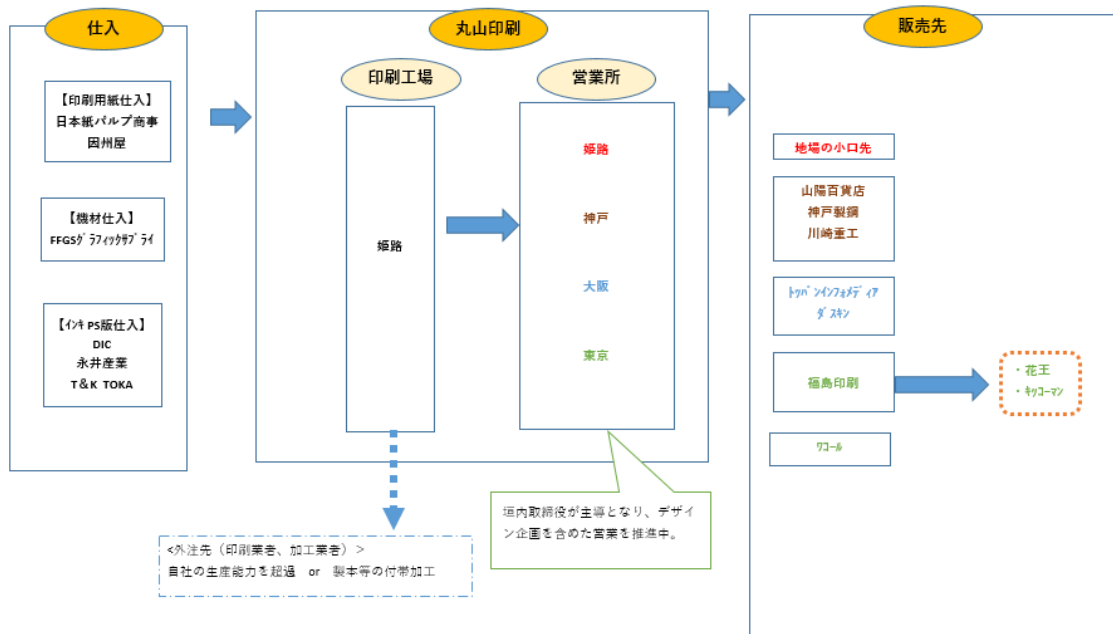 仕入
【印刷用紙仕入】
日本紙パルプ商事
因州屋
【機材仕入】
FFGSｸﾞﾗﾌｨｯｸｻﾌﾟﾗｲ
【ｲﾝｷ PS版仕入】
DIC
永井産業
T＆K TOKA
丸山印刷
印刷工場
姫路
営業所
姫路
神戸
大阪
東京
垣内取締役が主導となり、デザイ
ン企画を含めた営業を推進中。
<外注先（印刷業者、加工業者）＞
自社の生産能力を超過　or　製本等の付帯加工
販売先
地場の小口先
山陽百貨店
神戸製鋼
川崎重工
ﾄｯﾊﾟﾝｲﾝﾌｫﾒﾃﾞｨｱ
ﾀﾞｽｷﾝ
福島印刷
・花王
・ｷｯｺｰﾏﾝ
ﾜｺｰﾙ